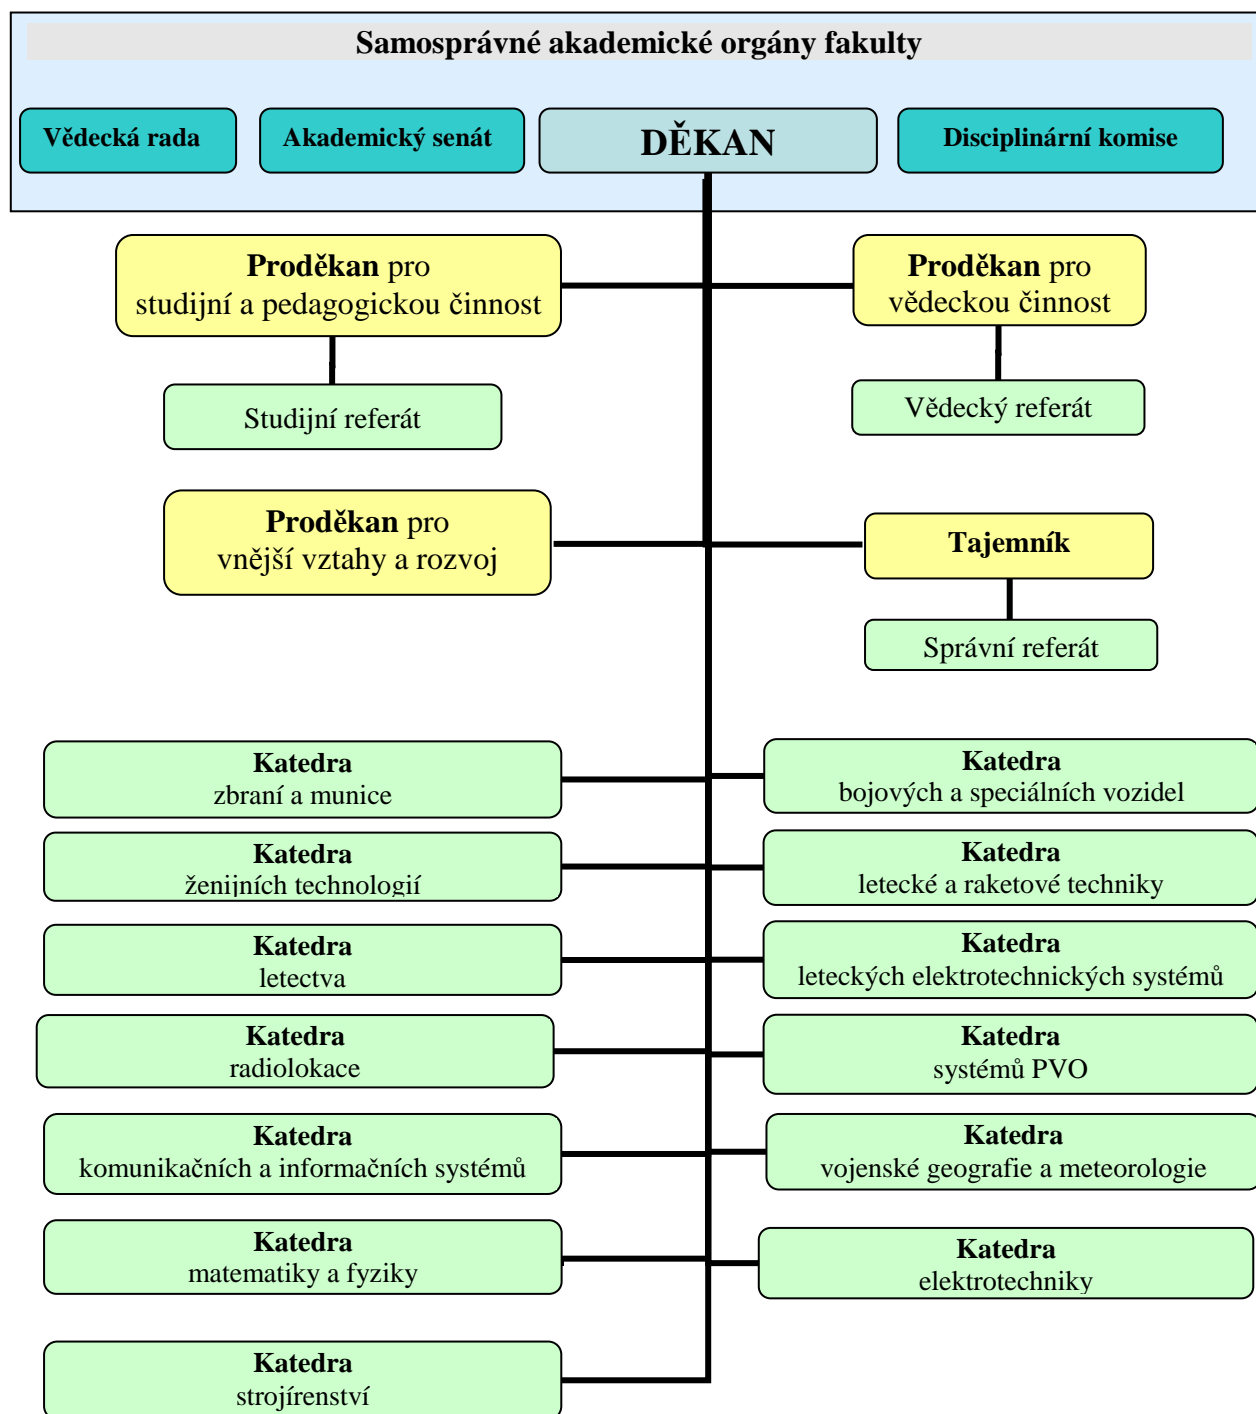 Samosprávné akademické orgány fakulty
Vědecká rada
Akademický senát
DĚKAN
Disciplinární komise
Proděkan pro
studijní a pedagogickou činnost
Proděkan pro
vědeckou činnost
Studijní referát
Vědecký referát
Proděkan pro
vnější vztahy a rozvoj
Tajemník
Správní referát
Katedra
zbraní a munice
Katedra
bojových a speciálních vozidel
Katedra
ženijních technologií
Katedra
letecké a raketové techniky
Katedra
letectva
Katedra
leteckých elektrotechnických systémů
Katedra
radiolokace
Katedra
systémů PVO
Katedra
komunikačních a informačních systémů
Katedra
vojenské geografie a meteorologie
Katedra
matematiky a fyziky
Katedra
elektrotechniky
Katedra
strojírenství